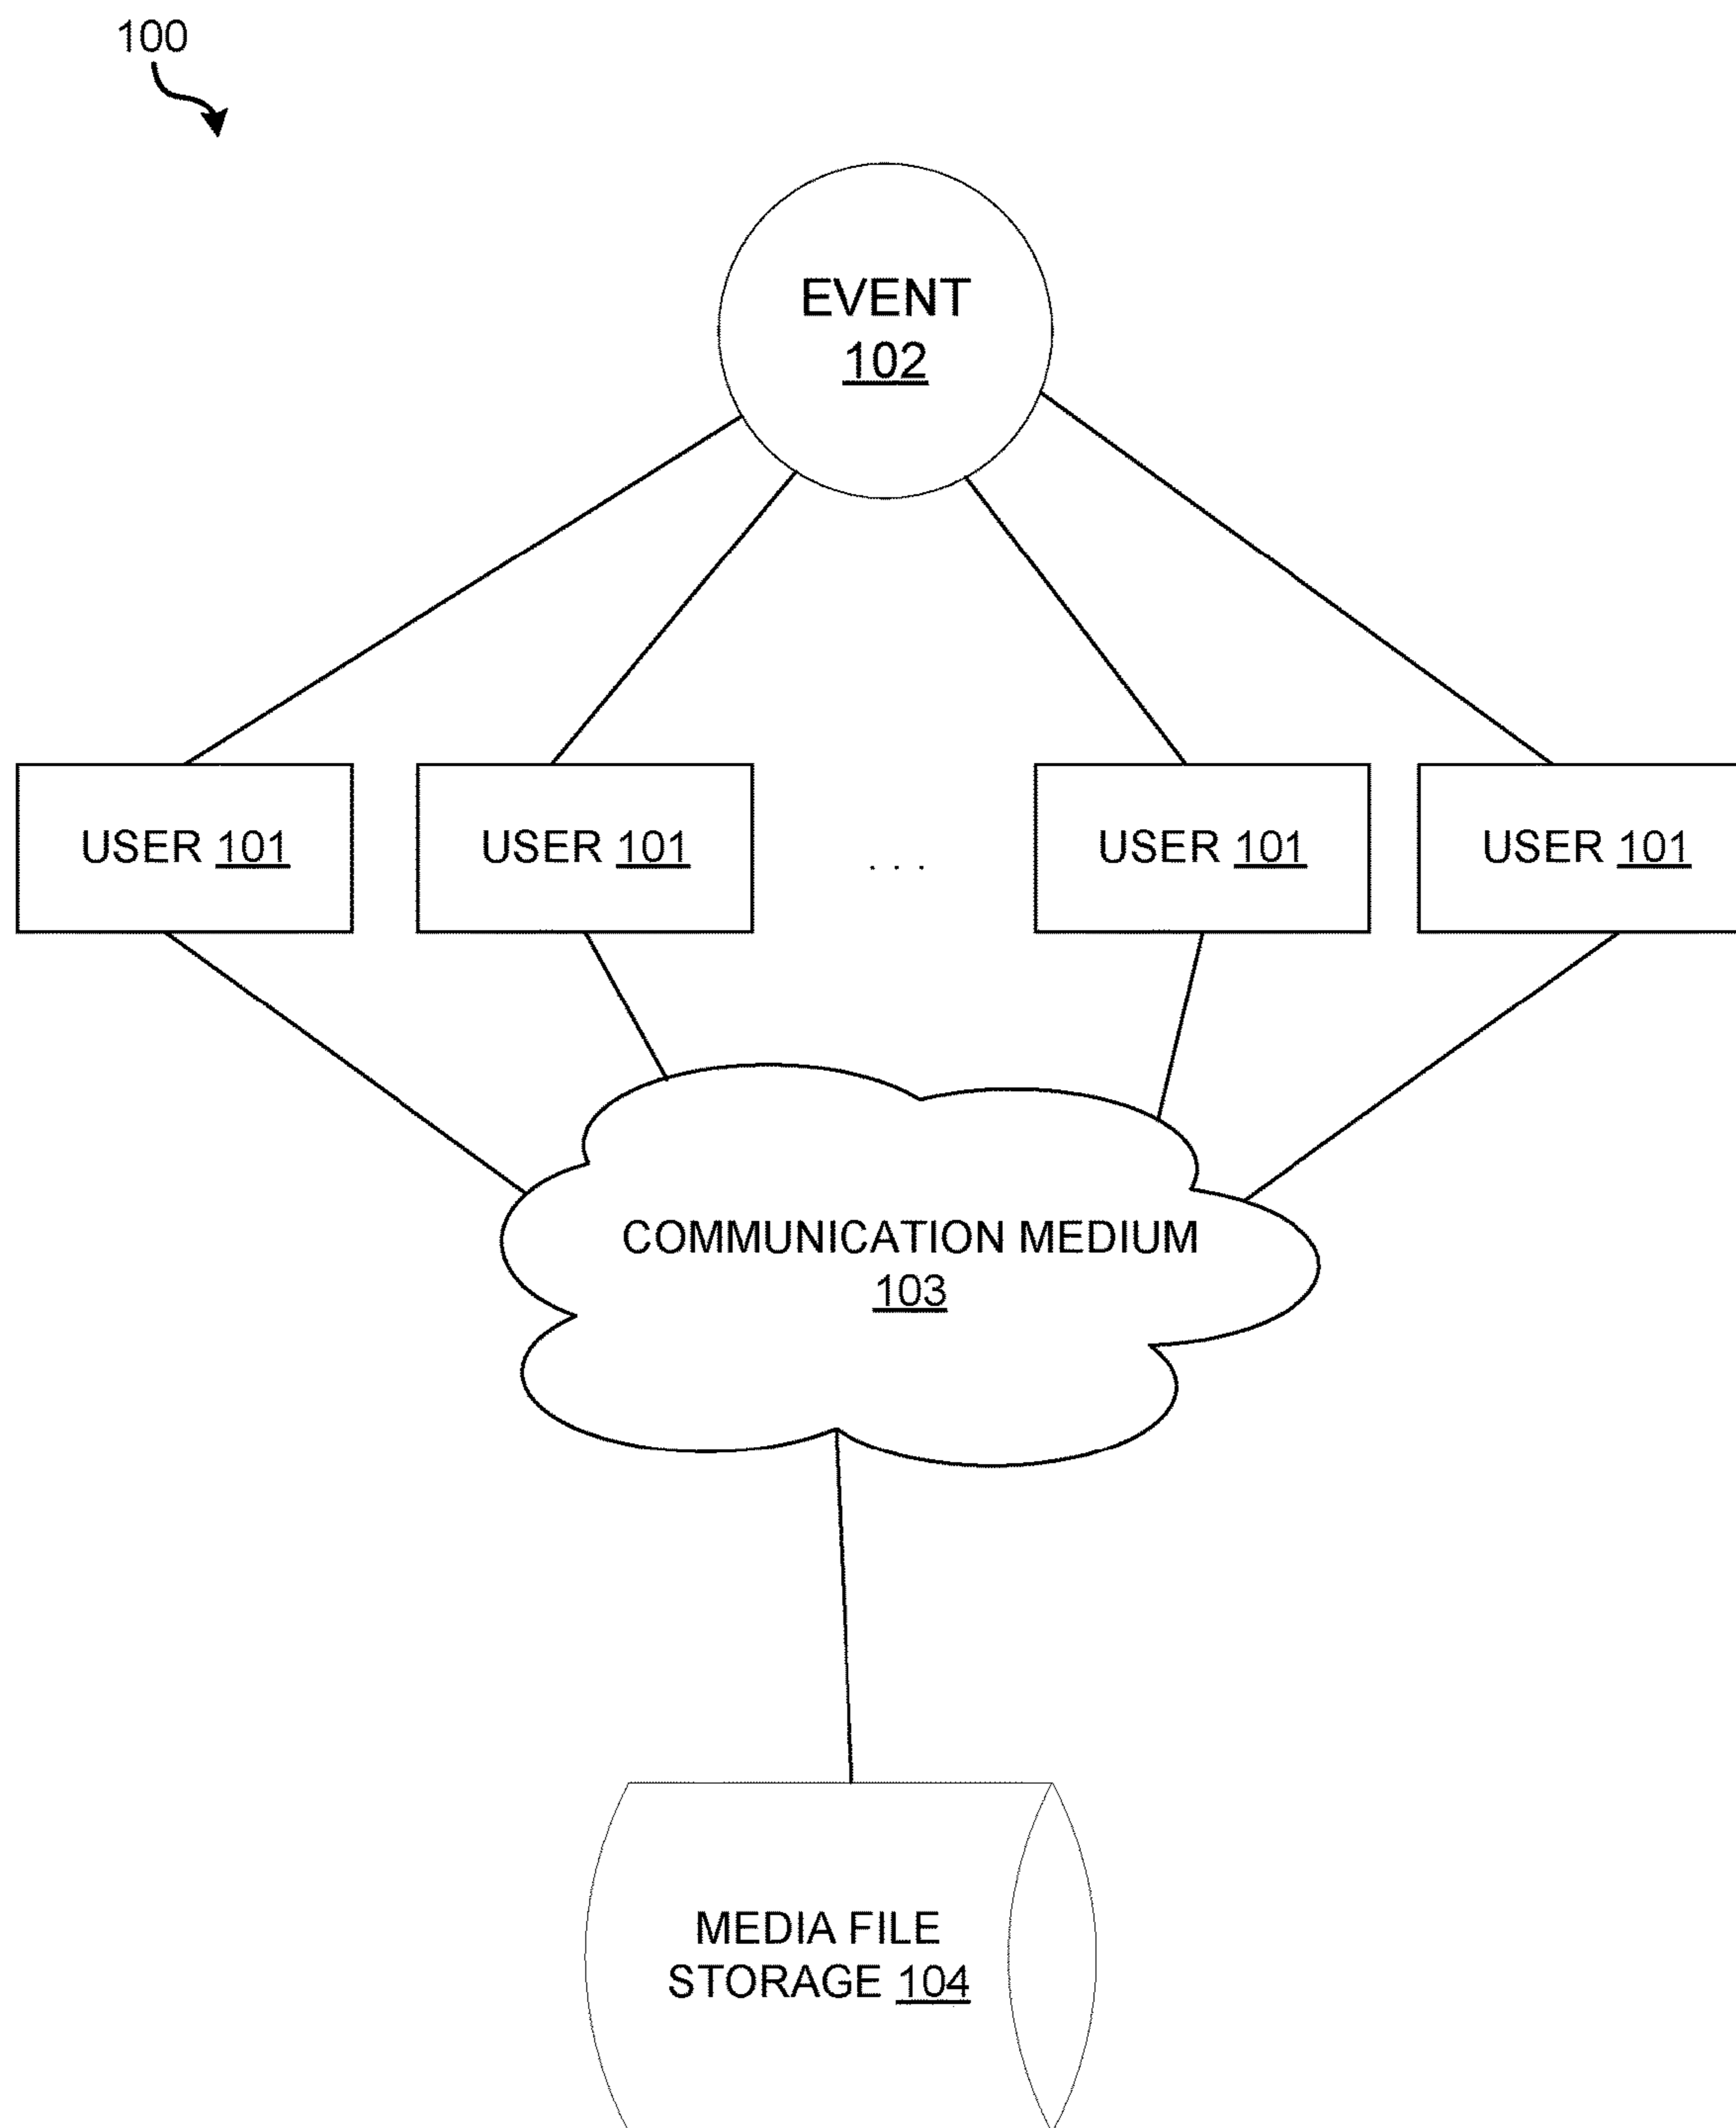 100
EVENT
102
USER 101
USER 101
. . .
USER 101
USER 101
COMMUNICATION MEDIUM
103
MEDIA FILE
STORAGE 104